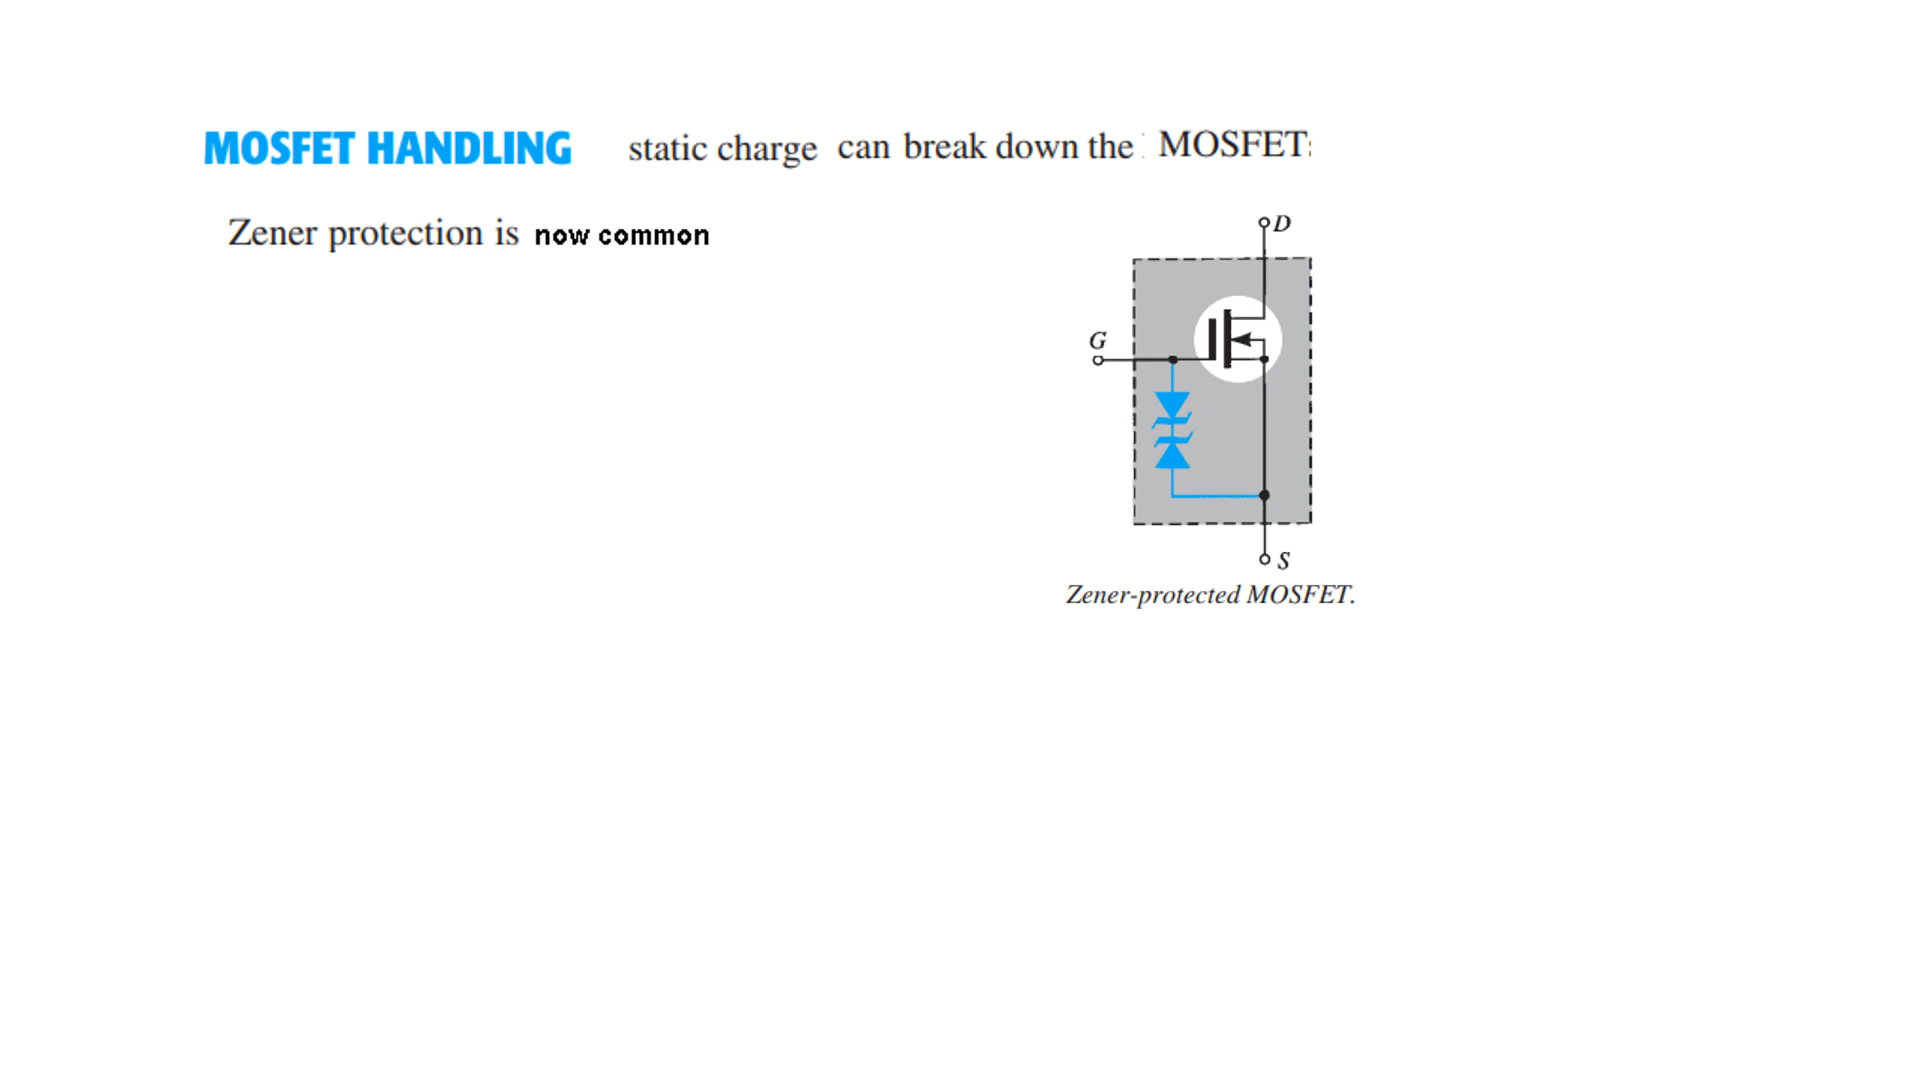 MOSFET HANDLING static charge can break down the MOSFET
Zener protection is now common
D
G
S
Zener-protected MOSFET.